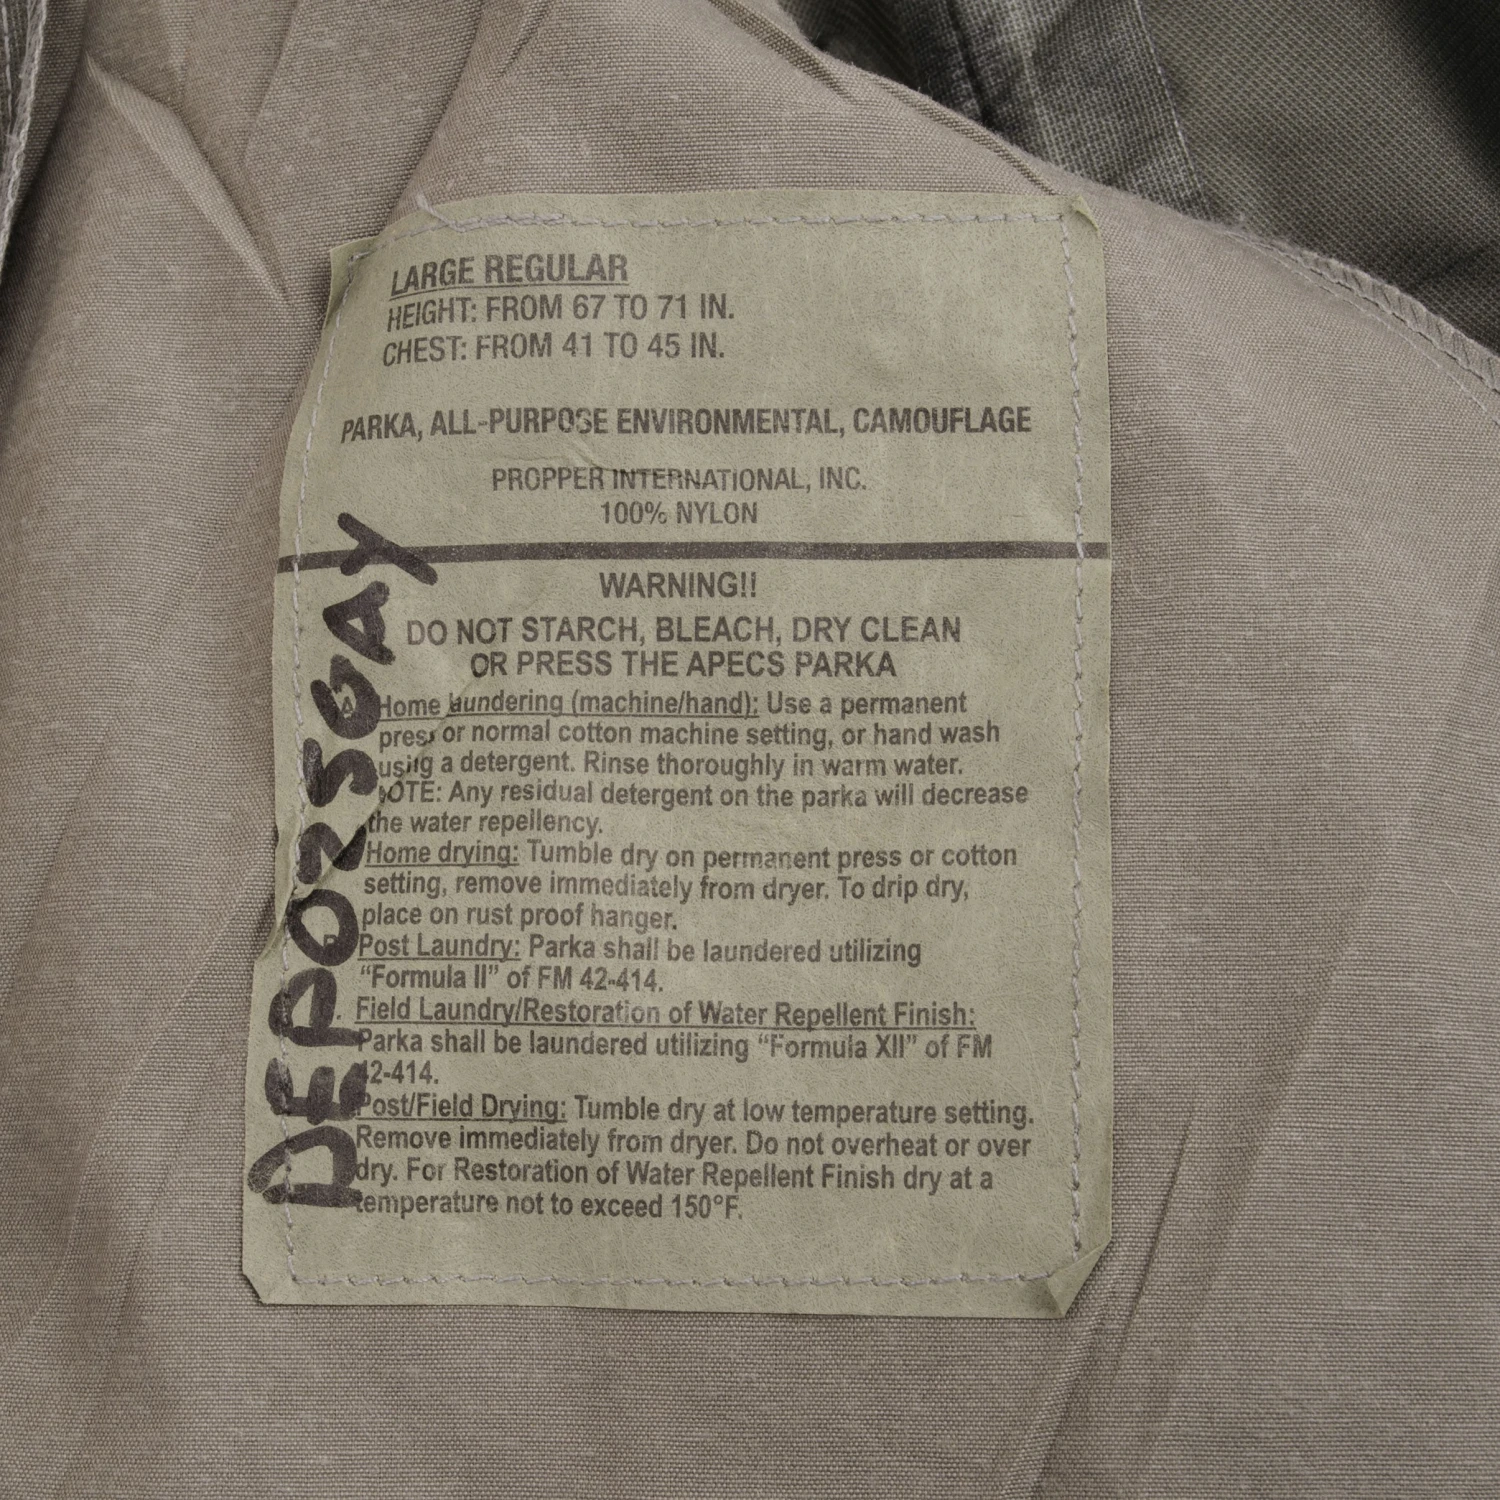 LARGE REGULAR
HEIGHT: FROM 67 TO 71 IN.
CHEST: FROM 41 TO 45 IN.
PARKA, ALL-PURPOSE ENVIRONMENTAL, CAMOUFLAGE
PROPPER INTERNATIONAL, INC.
100% NYLON
WARNING!!
DO NOT STARCH, BLEACH, DRY CLEAN
OR PRESS THE APECS PARKA
Home laundering (machine/hand): Use a permanent
press or normal cotton machine setting, or hand wash
using a detergent. Rinse thoroughly in warm water.
NOTE: Any residual detergent on the parka will decrease
the water repellency.
Home drying: Tumble dry on permanent press or cotton
setting, remove immediately from dryer. To drip dry,
place on rust proof hanger.
Post Laundry: Parka shall be laundered utilizing
“Formula II” of FM 42-414.
Field Laundry/Restoration of Water Repellent Finish:
Parka shall be laundered utilizing “Formula XII” of FM
42-414.
Post/Field Drying: Tumble dry at low temperature setting.
Remove immediately from dryer. Do not overheat or over
dry. For Restoration of Water Repellent Finish dry at a
temperature not to exceed 150°F.